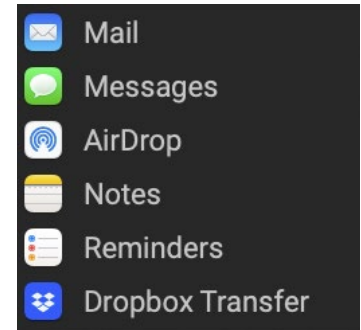 Mail
Messages
AirDrop
Notes
Reminders
Dropbox Transfer